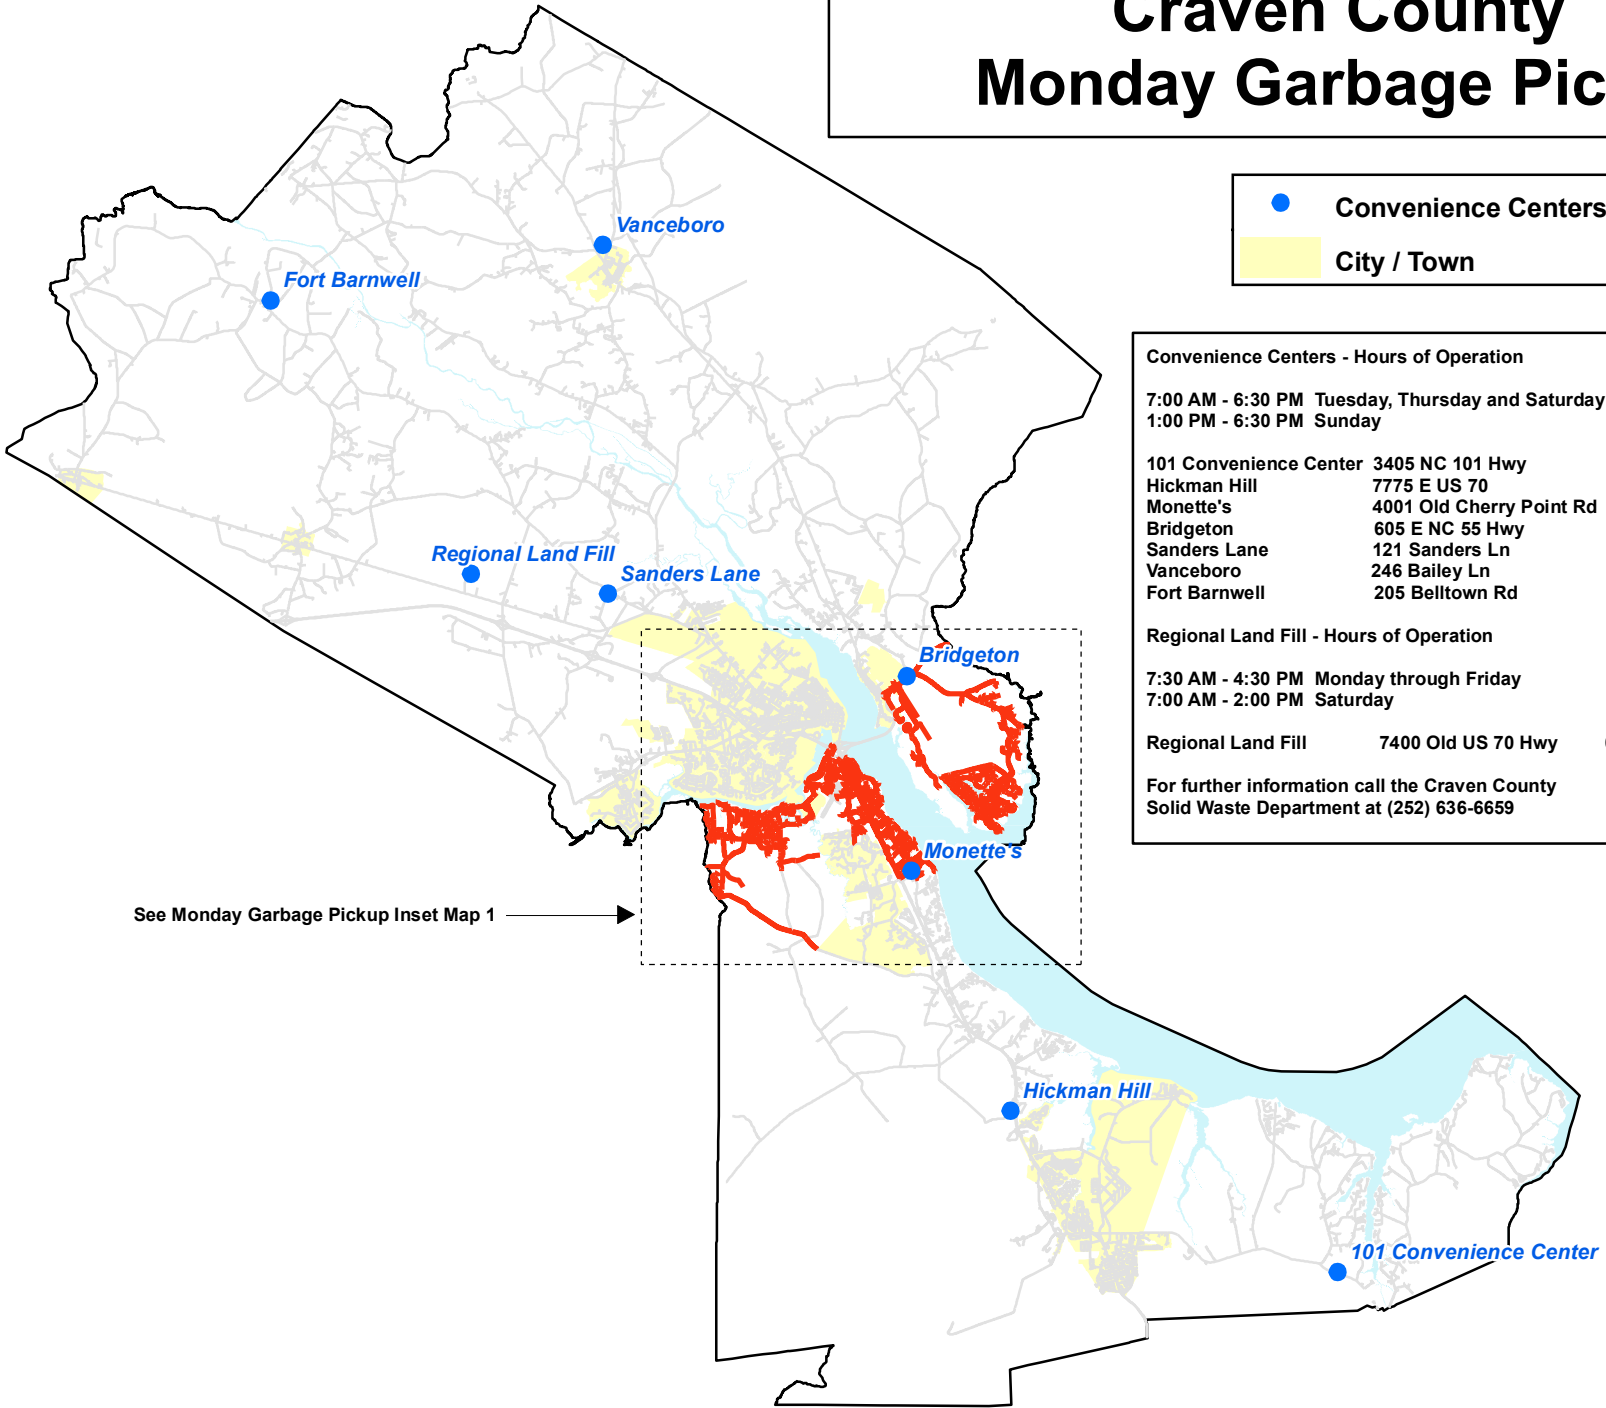 Craven County
Monday Garbage Pic
Convenience Centers
City / Town
Convenience Centers - Hours of Operation
7:00 AM - 6:30 PM Tuesday, Thursday and Saturday
1:00 PM - 6:30 PM Sunday
101 Convenience Center 3405 NC 101 Hwy
Hickman Hill 7775 E US 70
Monette's 4001 Old Cherry Point Rd
Bridgeton 605 E NC 55 Hwy
Sanders Lane 121 Sanders Ln
Vanceboro 246 Bailey Ln
Fort Barnwell 205 Belltown Rd
Regional Land Fill - Hours of Operation
7:30 AM - 4:30 PM Monday through Friday
7:00 AM - 2:00 PM Saturday
Regional Land Fill 7400 Old US 70 Hwy
For further information call the Craven County
Solid Waste Department at (252) 636-6659
Vanceboro
Fort Barnwell
Regional Land Fill
Sanders Lane
Bridgeton
Monette's
See Monday Garbage Pickup Inset Map 1
Hickman Hill
101 Convenience Center